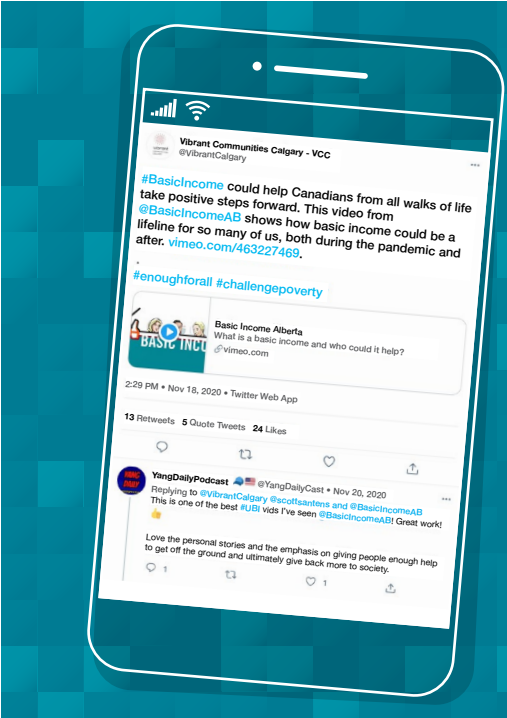 Vibrant Communities Calgary - VCC
@VibrantCalgary
#BasicIncome could help Canadians from all walks of life
take positive steps forward. This video from
@BasicIncomeAB shows how basic income could be a
lifeline for so many of us, both during the pandemic and
after. vimeo.com/463227469.
.
#enoughforall #challengepoverty
BASIC INCO
Basic Income Alberta
What is a basic income and who could it help?
vimeo.com
2:29 PM • Nov 18, 2020 • Twitter Web App
13 Retweets 5 Quote Tweets 24 Likes
YANG
DAILY
YangDailyPodcast @YangDailyCast • Nov 20, 2020
Replying to @VibrantCalgary @scottsantens and @BasicIncomeAB
This is one of the best #UBI vids I've seen @BasicIncomeAB! Great work!
Love the personal stories and the emphasis on giving people enough help
to get off the ground and ultimately give back more to society.
1 1